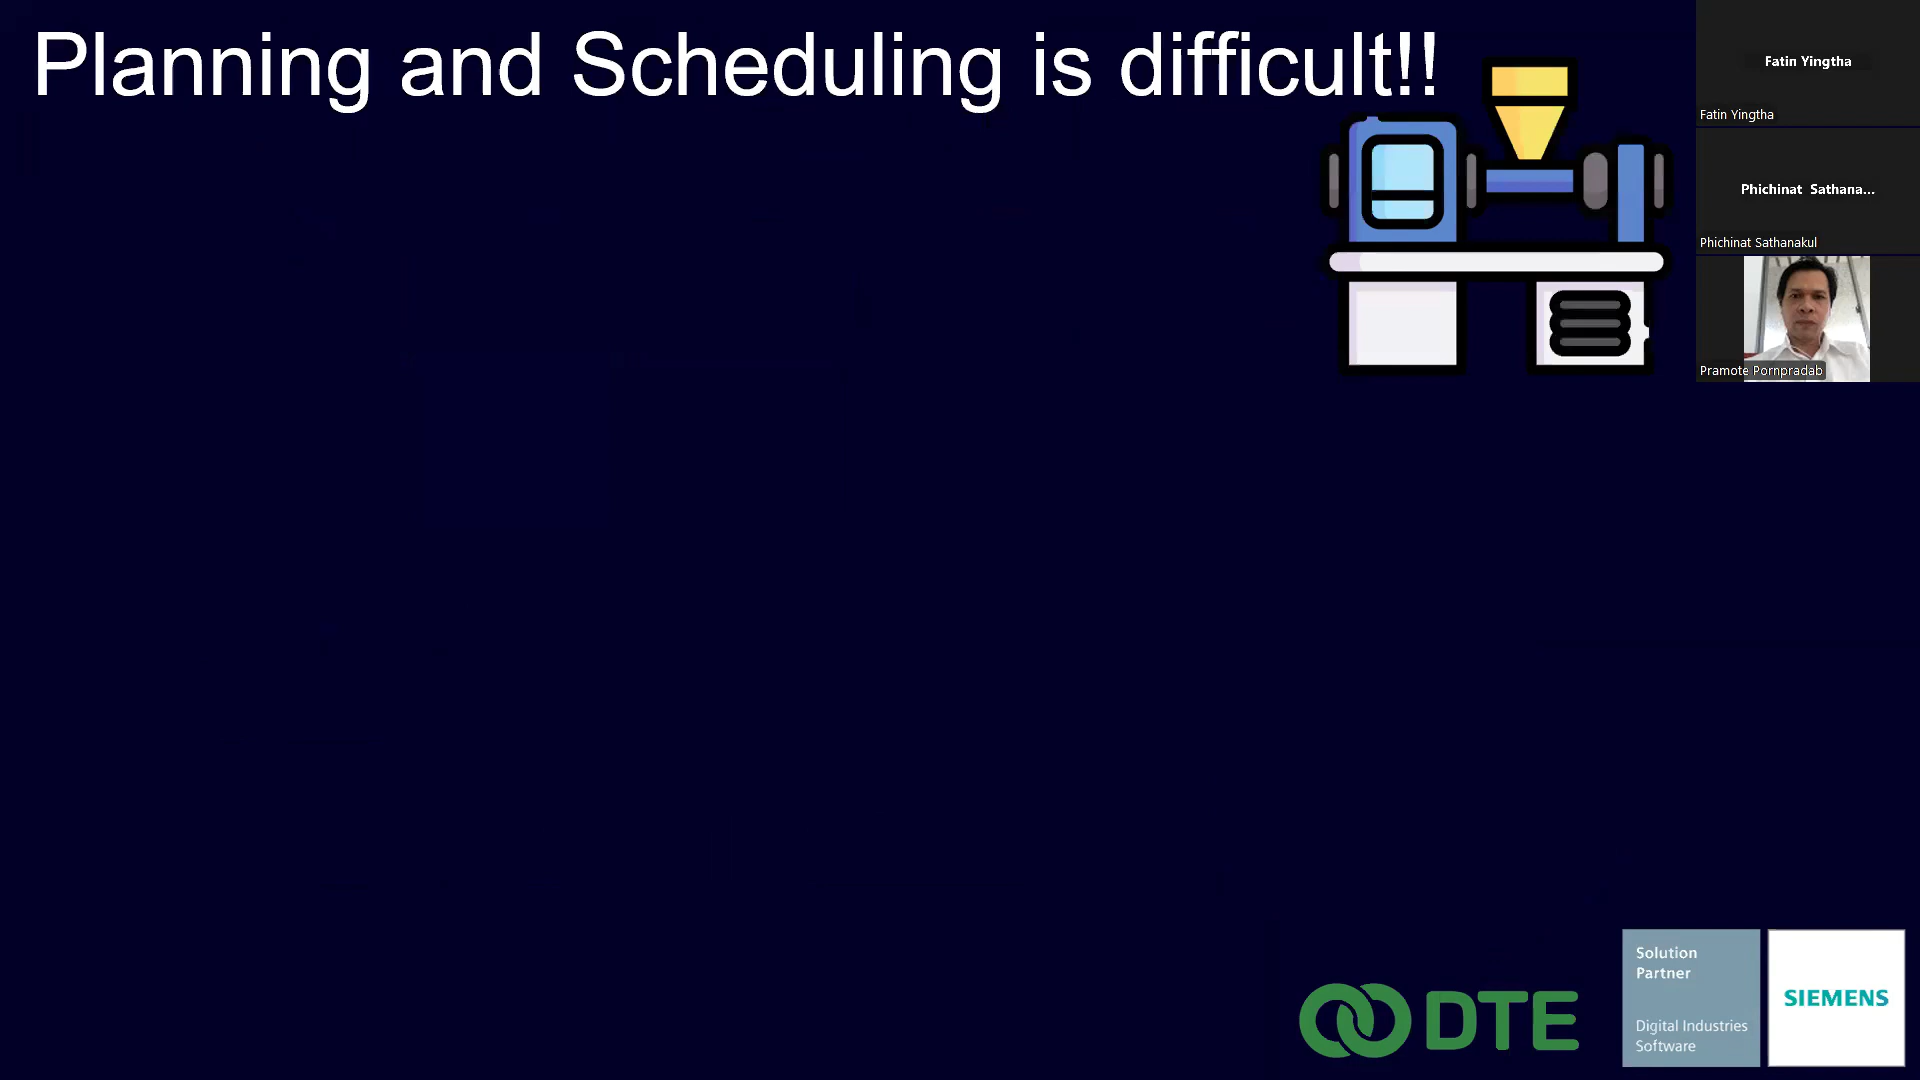 Planning and Scheduling is difficult!!
Fatin Yingtha
Fatin Yingtha
Phichinat Sathana...
Phichinat Sathanakul
Pramote Pornpradab
DTE
Solution
Partner
Digital Industries
Software
SIEMENS